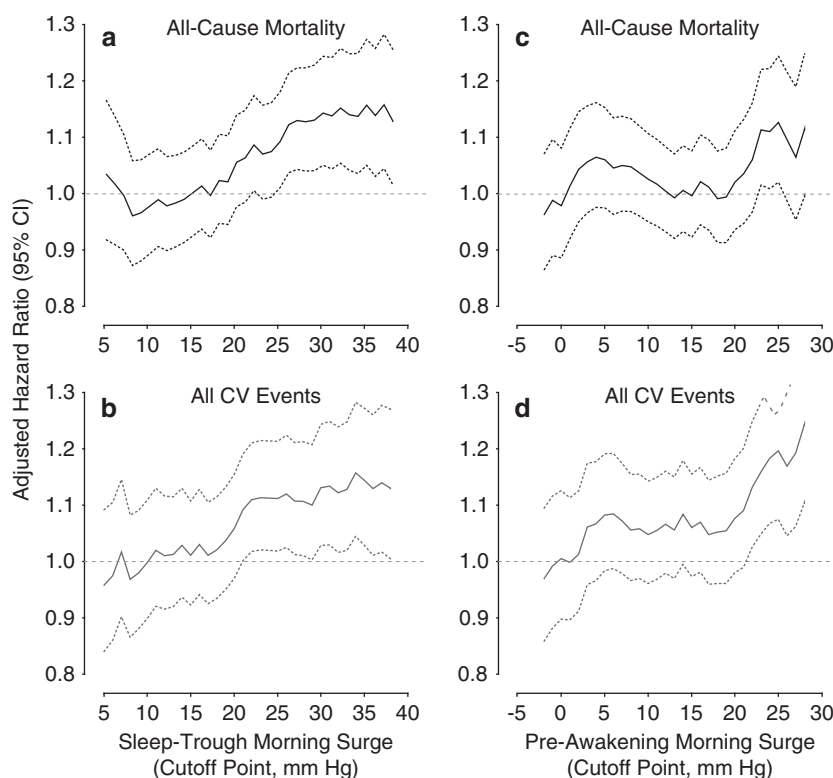 Adjusted Hazard Ratio (95% CI)
a
All-Cause Mortality
1.3
1.2
1.1
1.0
0.9
0.8
5 10 15 20 25 30 35 40
c
All-Cause Mortality
-5 0 5 10 15 20 25 30
b
All CV Events
1.3
1.2
1.1
1.0
0.9
0.8
5 10 15 20 25 30 35 40
Sleep-Trough Morning Surge
(Cutoff Point, mm Hg)
d
All CV Events
-5 0 5 10 15 20 25 30
Pre-Awakening Morning Surge
(Cutoff Point, mm Hg)